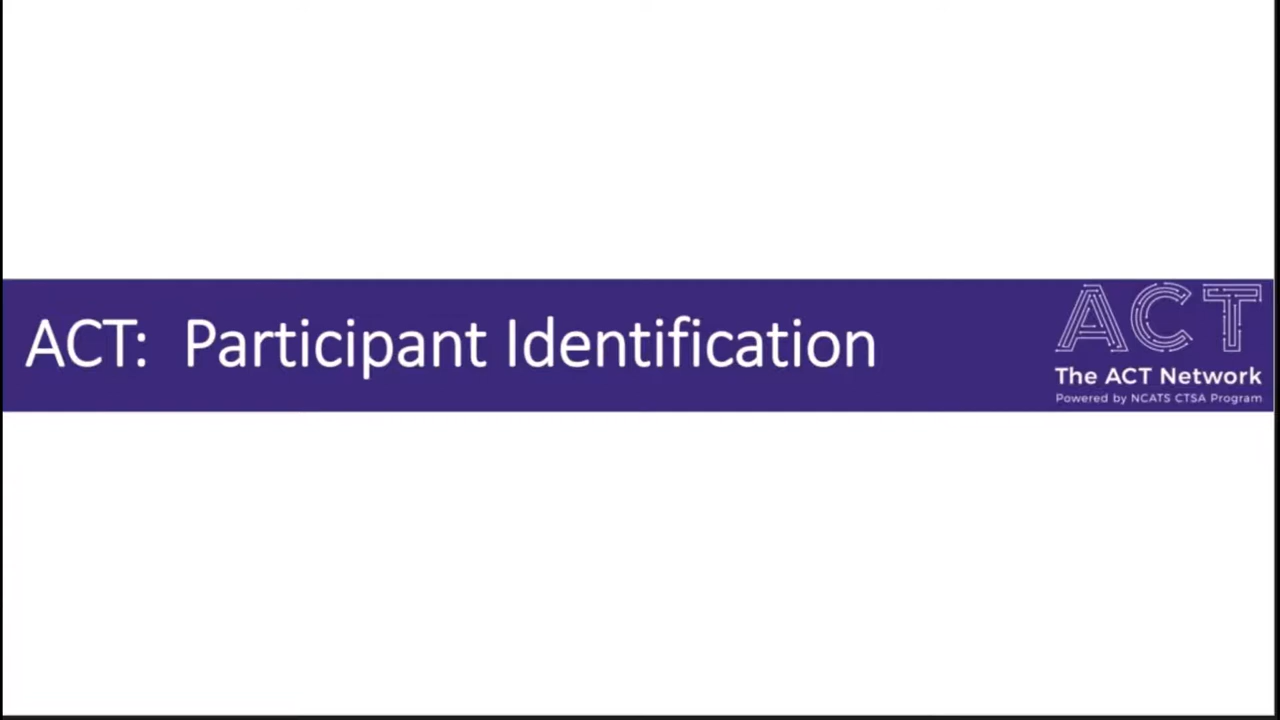 ACT: Participant Identification
ACT
The ACT Network
Powered by NCATS CTSA Program